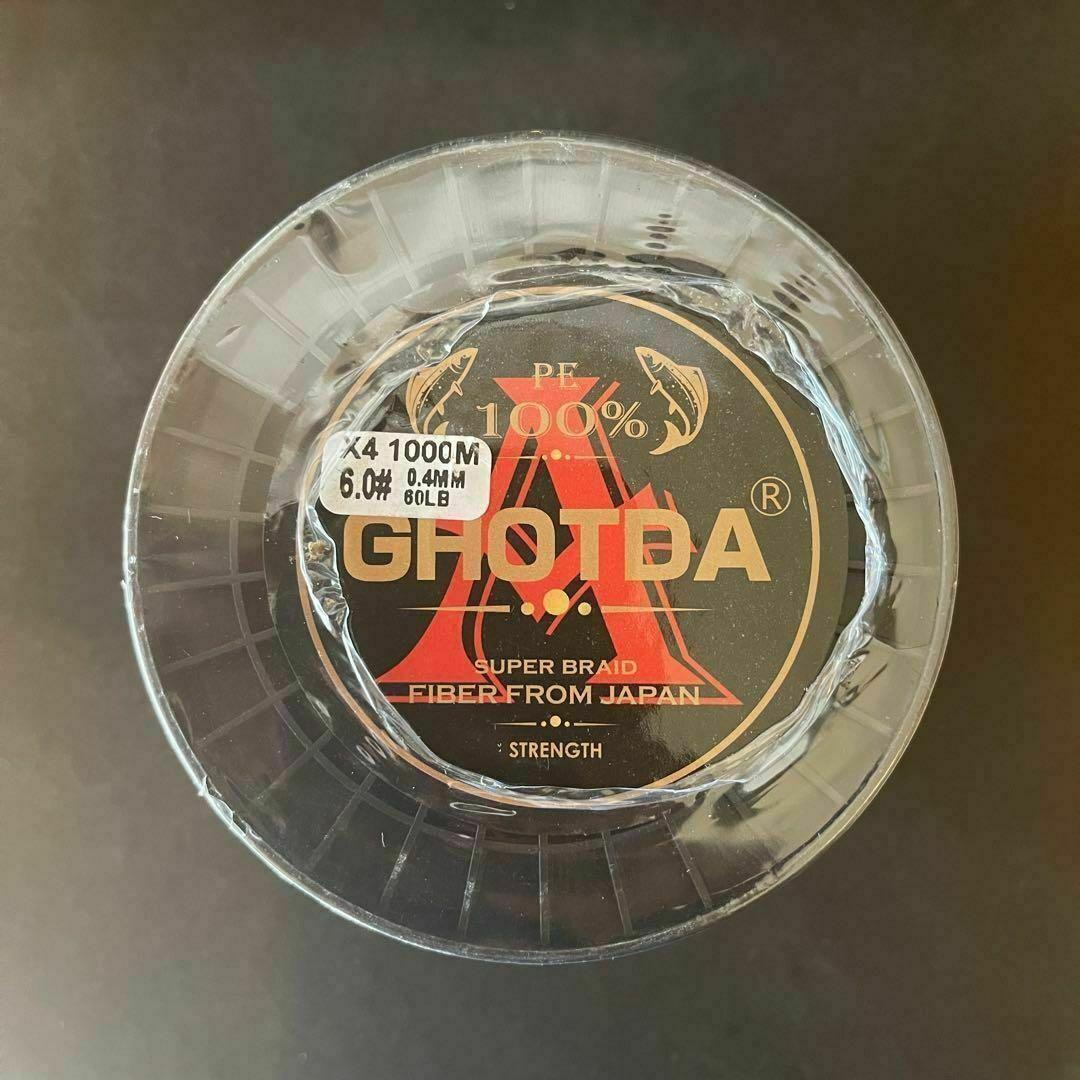 PE
100%
X4 1000M
6.0# 0.4MM
60LB
GHOTDA®
SUPER BRAID
FIBER FROM JAPAN
STRENGTH